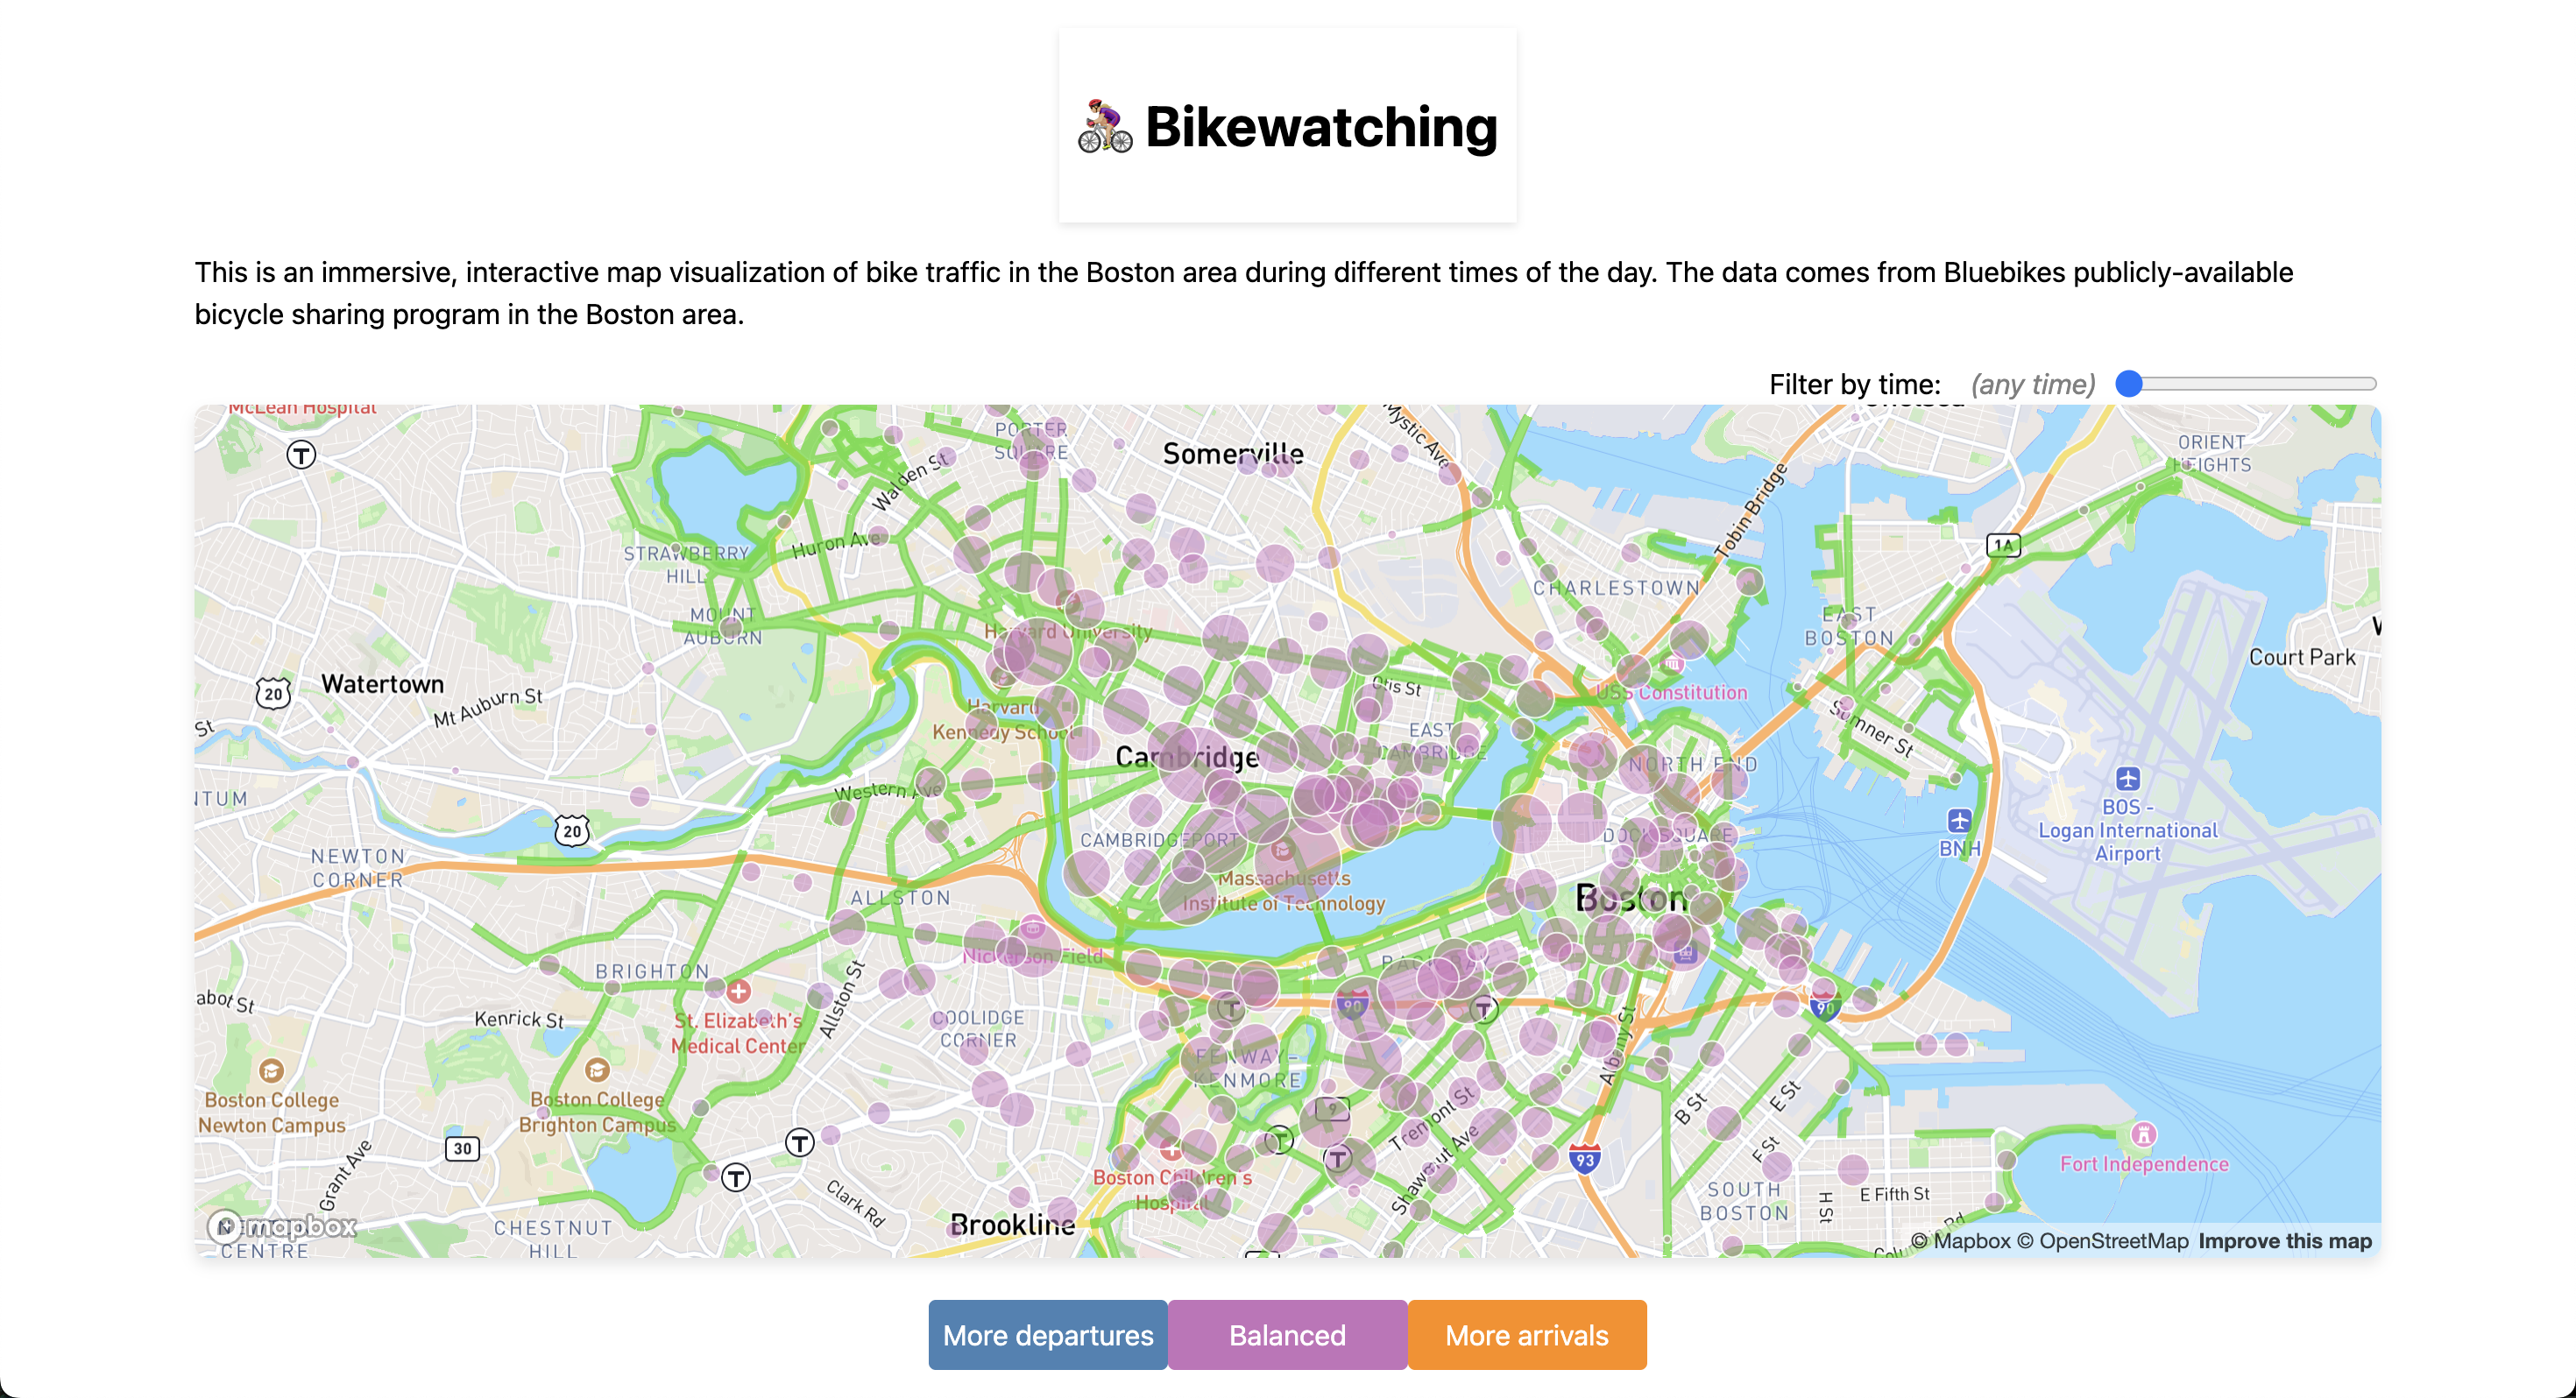 Bikewatching
This is an immersive, interactive map visualization of bike traffic in the Boston area during different times of the day. The data comes from Bluebikes publicly-available
bicycle sharing program in the Boston area.
Filter by time: (any time)
McLean Hospital
T
PORTER
SQUARE
Somerville
Mystic Ave
Tobin Bridge
ORIENT
HEIGHTS
Walden St
Huron Ave
STRAWBERRY
HILL
1A
CHARLESTOWN
MOUNT
AUBURN
Harvard University
EAST
BOSTON
Court Park
Watertown
20
Mt Auburn St
St
Otis St
USS Constitution
Harvard
Kennedy School
Sumner St
EAST
CAMBRIDGE
Cambridge
NORTH END
Western Ave
NTUM
20
BOS -
Logan International
Airport
BNH
CAMBRIDGEPORT
DOCK SQUARE
NEWTON
CORNER
Massachusetts
Institute of Technology
ALLSTON
Boston
Nickerson Field
BACK BAY
BRIGHTON
Allston St
abot St
Kenrick St
St. Elizabeth's
Medical Center
COOLIDGE
CORNER
T
90
T
90
Albany St
FENWAY-
KENMORE
Boston College
Newton Campus
Boston College
Brighton Campus
9
Tremont St
B St
E St
30
Grant Ave
T
T
T
T
Shawmut Ave
93
F St
Fort Independence
Boston Children's
Hospital
Clark Rd
SOUTH
BOSTON
H St
E Fifth St
Brookline
CHESTNUT
HILL
mapbox
CENTRE
© Mapbox © OpenStreetMap Improve this map
More departures
Balanced
More arrivals